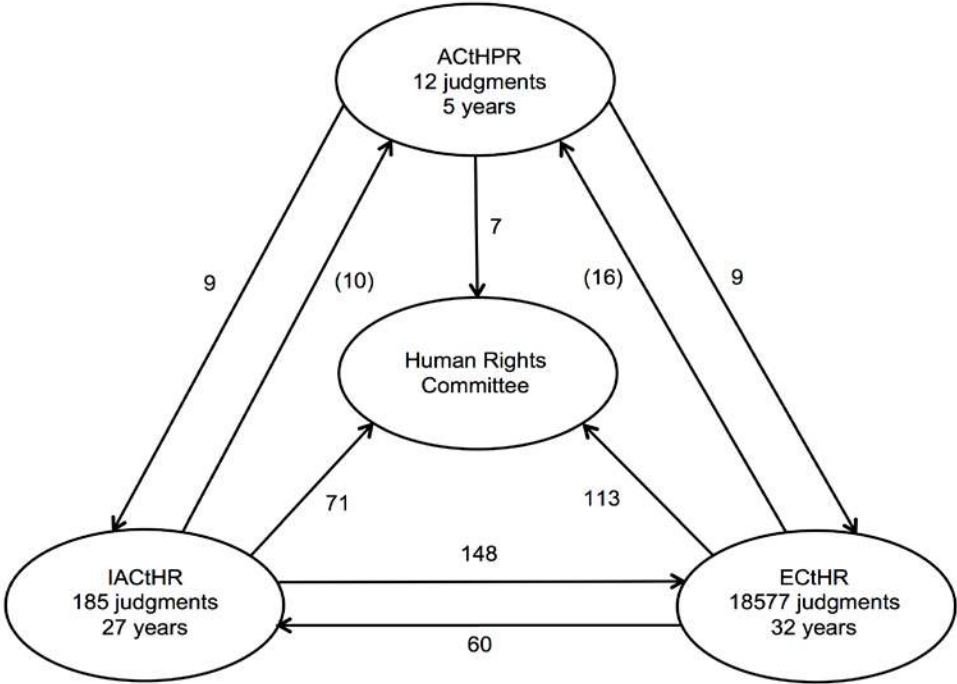 ACtHPR
12 judgments
5 years
7
9
(10)
(16)
9
Human Rights
Committee
71
113
148
IACtHR
185 judgments
27 years
ECtHR
18577 judgments
32 years
60